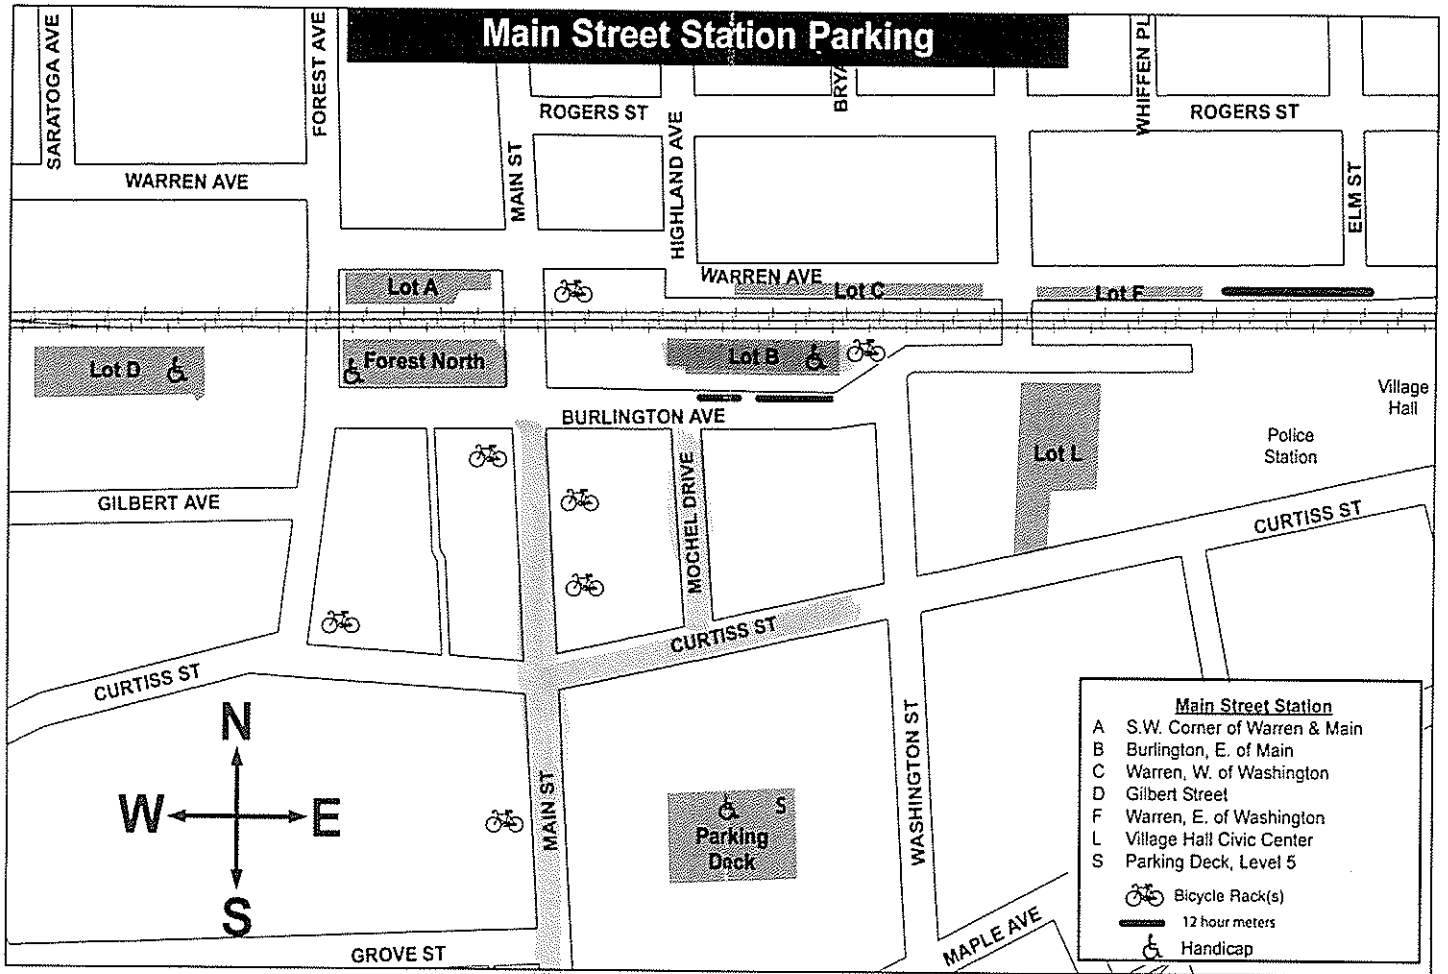 Main Street Station Parking
SARATOGA AVE
FOREST AVE
MAIN ST
ROGERS ST
HIGHLAND AVE
BRYA
WHIFFEN PL
ROGERS ST
ELM ST
WARREN AVE
WARREN AVE
Lot A
Lot C
Lot F
Lot D
Forest North
Lot B
BURLINGTON AVE
Village
Hall
Police
Station
Lot L
GILBERT AVE
MOCHEL DRIVE
CURTISS ST
CURTISS ST
CURTISS ST
N
W E
S
MAIN ST
S
Parking
Deck
WASHINGTON ST
MAPLE AVE
GROVE ST
Main Street Station
A S.W. Corner of Warren & Main
B Burlington, E. of Main
C Warren, W. of Washington
D Gilbert Street
F Warren, E. of Washington
L Village Hall Civic Center
S Parking Deck, Level 5
Bicycle Rack(s)
12 hour meters
Handicap